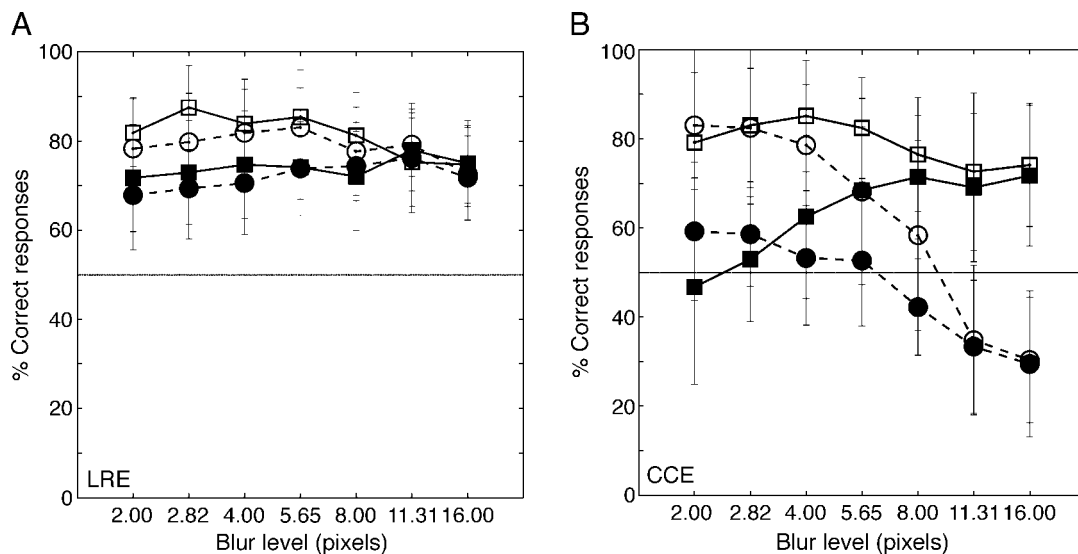 A
100
80
60
40
20
0
% Correct responses
LRE
2.00 2.82 4.00 5.65 8.00 11.31 16.00
Blur level (pixels)
B
100
80
60
40
20
0
% Correct responses
CCE
2.00 2.82 4.00 5.65 8.00 11.31 16.00
Blur level (pixels)